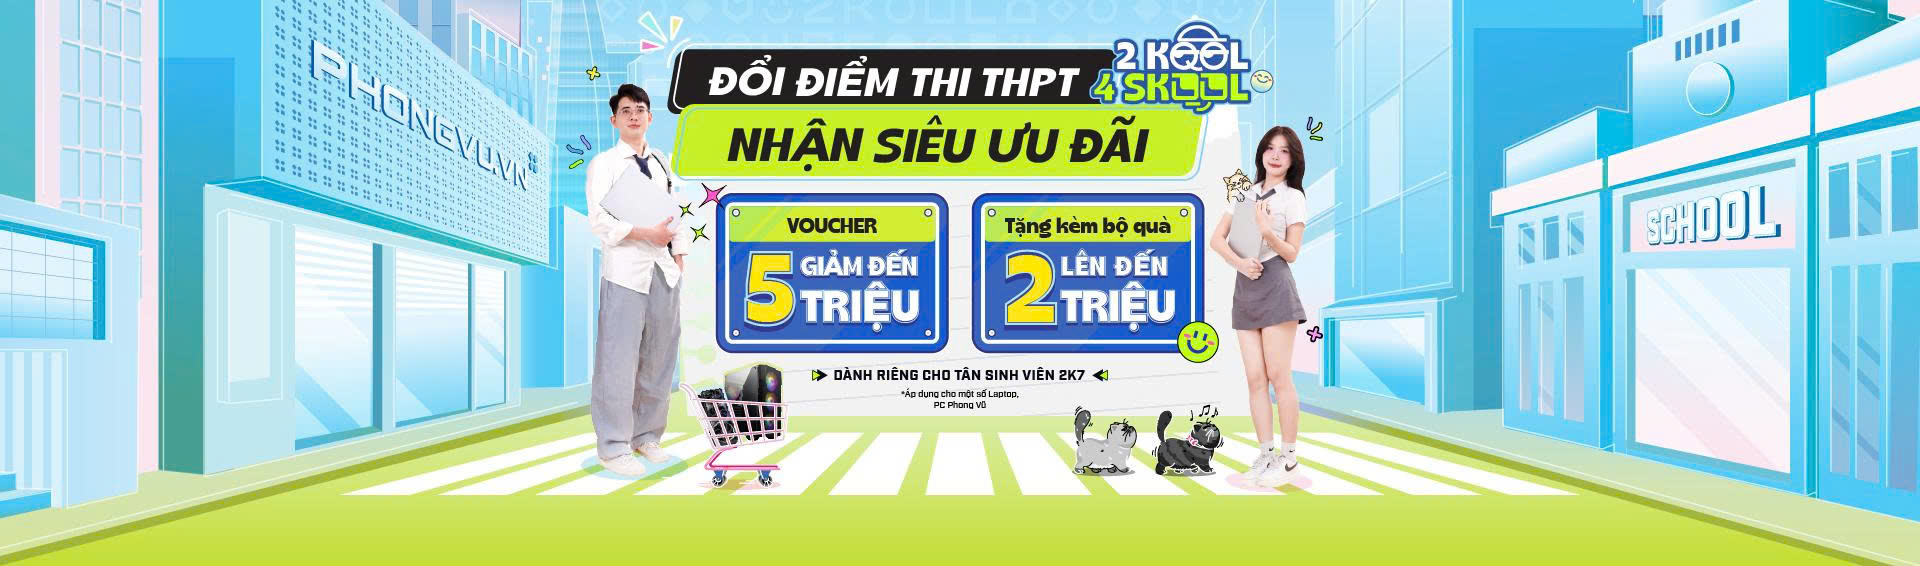 PHONGVU.VN
ĐỔI ĐIỂM THI THPT
2 KOOL
4 SKOOL
NHẬN SIÊU ƯU ĐÃI
VOUCHER
5 GIẢM ĐẾN
TRIỆU
Tặng kèm bộ quà
2 LÊN ĐẾN
TRIỆU
DÀNH RIÊNG CHO TÂN SINH VIÊN 2K7
*Áp dụng cho một số Laptop,
PC Phong Vũ
SCHOOL